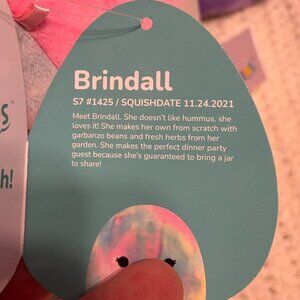 Brindall
S7 #1425 / SQUISHDATE 11.24.2021
Meet Brindall. She doesn't like hummus, she
loves it! She makes her own from scratch with
garbanzo beans and fresh herbs from her
garden. She makes the perfect dinner party
guest because she's guaranteed to bring a jar
to share!